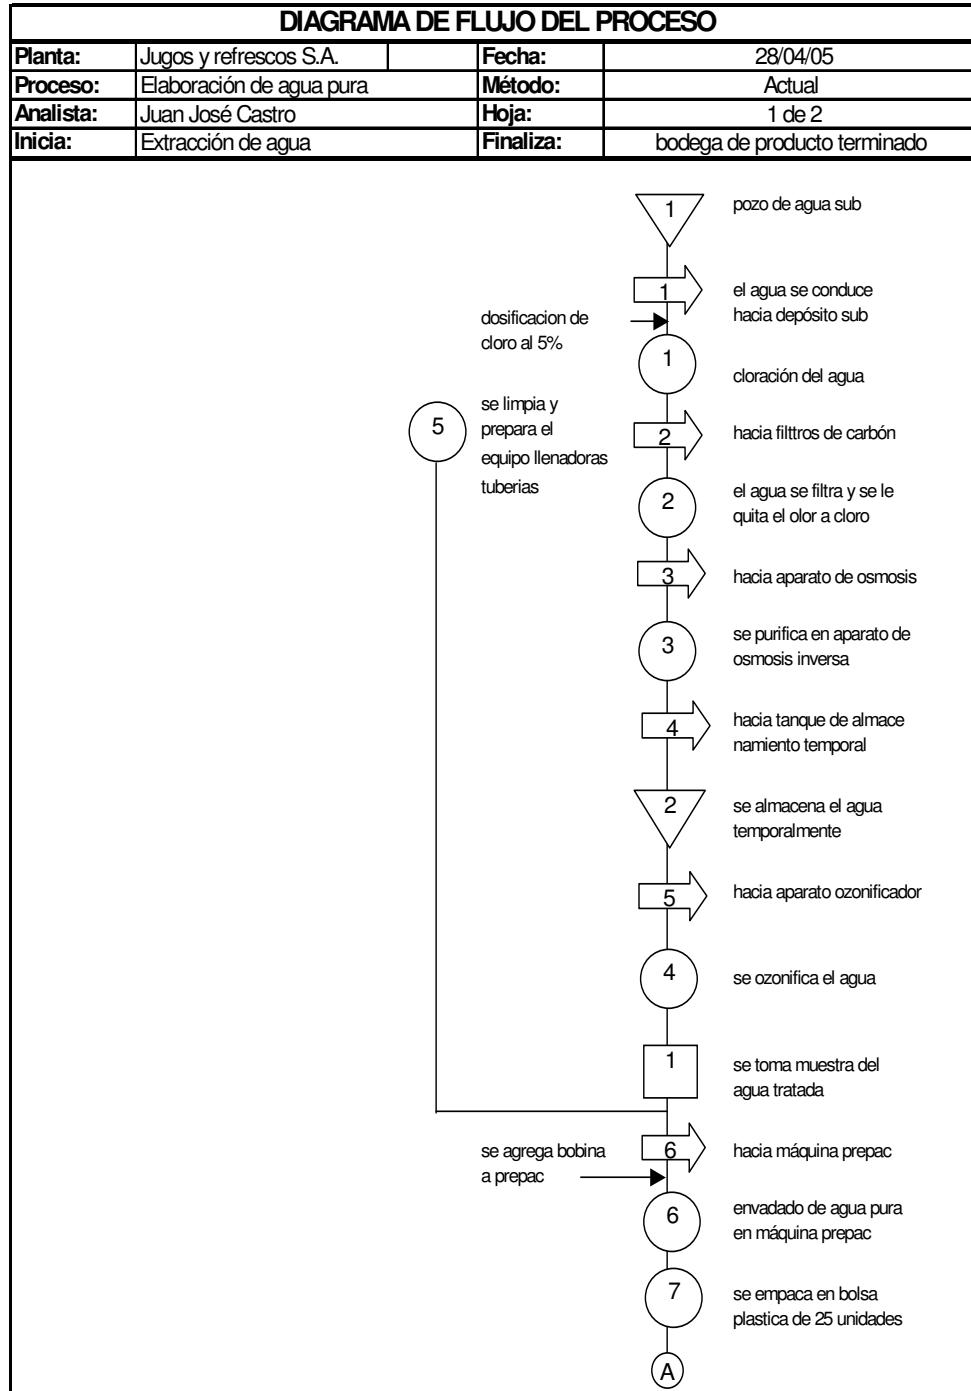 DIAGRAMA DE FLUJO DEL PROCESO
Planta: Jugos y refrescos S.A. Fecha: 28/04/05
Proceso: Elaboración de agua pura Método: Actual
Analista: Juan José Castro Hoja: 1 de 2
Inicia: Extracción de agua Finaliza: bodega de producto terminado
1
pozo de agua sub
1
el agua se conduce
hacia depósito sub
dosificacion de
cloro al 5%
1
cloración del agua
5
se limpia y
prepara el
equipo llenadoras
tuberias
2
hacia filttros de carbón
2
el agua se filtra y se le
quita el olor a cloro
3
hacia aparato de osmosis
3
se purifica en aparato de
osmosis inversa
4
hacia tanque de almace
namiento temporal
2
se almacena el agua
temporalmente
5
hacia aparato ozonificador
4
se ozonifica el agua
1
se toma muestra del
agua tratada
6
hacia máquina prepac
se agrega bobina
a prepac
6
envadado de agua pura
en máquina prepac
7
se empaca en bolsa
plastica de 25 unidades
A